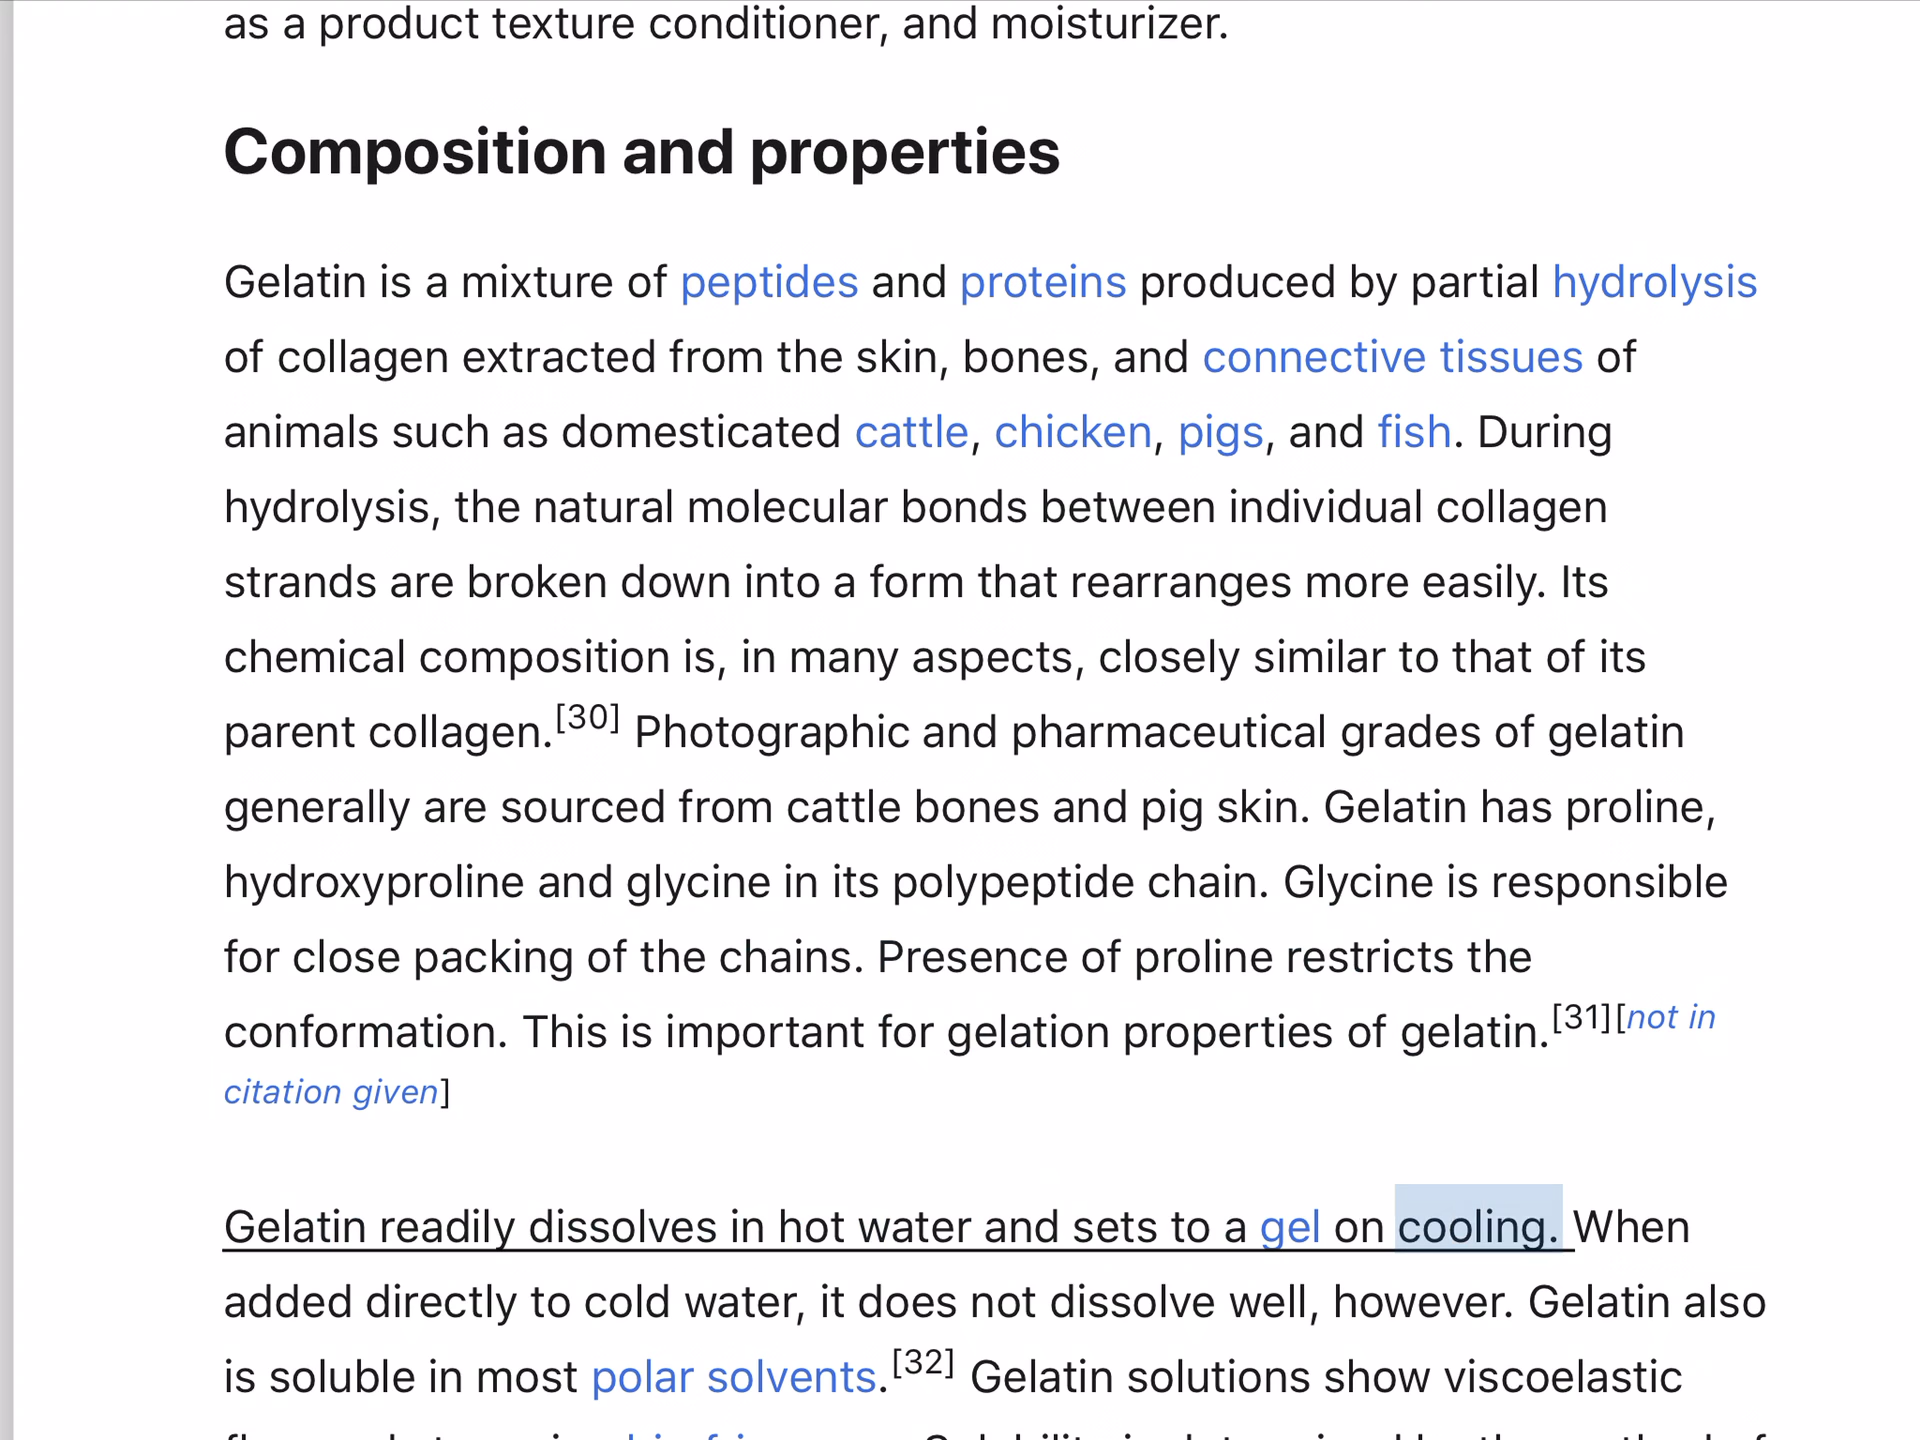 as a product texture conditioner, and moisturizer.
Composition and properties
Gelatin is a mixture of peptides and proteins produced by partial hydrolysis
of collagen extracted from the skin, bones, and connective tissues of
animals such as domesticated cattle, chicken, pigs, and fish. During
hydrolysis, the natural molecular bonds between individual collagen
strands are broken down into a form that rearranges more easily. Its
chemical composition is, in many aspects, closely similar to that of its
parent collagen.[30] Photographic and pharmaceutical grades of gelatin
generally are sourced from cattle bones and pig skin. Gelatin has proline,
hydroxyproline and glycine in its polypeptide chain. Glycine is responsible
for close packing of the chains. Presence of proline restricts the
conformation. This is important for gelation properties of gelatin.[31][not in
citation given]
Gelatin readily dissolves in hot water and sets to a gel on cooling. When
added directly to cold water, it does not dissolve well, however. Gelatin also
is soluble in most polar solvents.[32] Gelatin solutions show viscoelastic